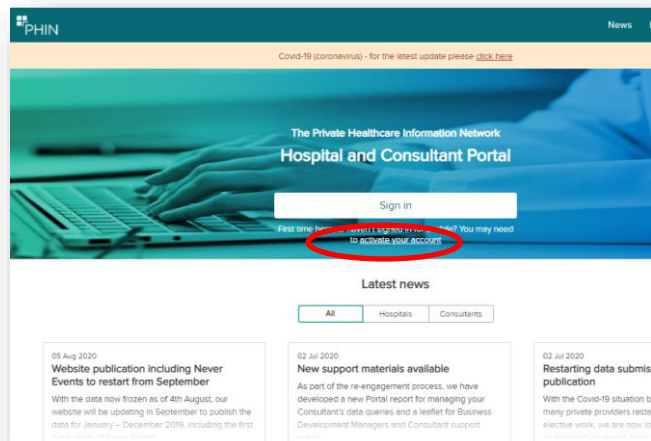 PHIN
News
Covid-19 (coronavirus) - for the latest update please click here
The Private Healthcare Information Network
Hospital and Consultant Portal
Sign in
First time here or haven't signed in for a while? You may need
to activate your account
Latest news
All Hospitals Consultants
05 Aug 2020
Website publication including Never
Events to restart from September
With the data now frozen as of 4th August, our
website will be updating in September to publish the
data for January – December 2019, including the first
02 Jul 2020
New support materials available
As part of the re-engagement process, we have
developed a new Portal report for managing your
Consultant's data queries and a leaflet for Business
Development Managers and Consultant support
02 Jul 2020
Restarting data submis
publication
With the Covid-19 situation b
many private providers resta
elective work, we are now lo